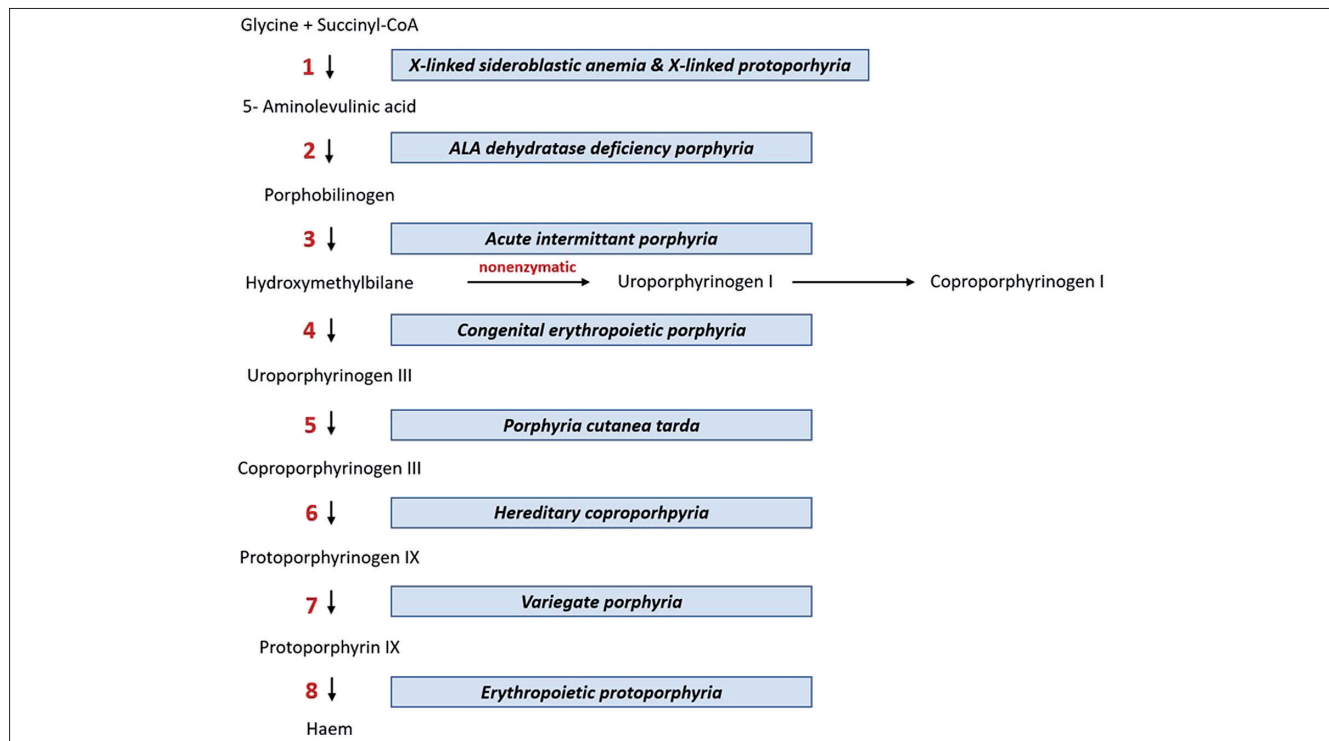 Glycine + Succinyl-CoA
1 X-linked sideroblastic anemia & X-linked protoporhyria
5- Aminolevulinic acid
2 ALA dehydratase deficiency porphyria
Porphobilinogen
3 Acute intermittant porphyria
nonenzymatic
Hydroxymethylbilane Uroporphyrinogen I Coproporphyrinogen I
4 Congenital erythropoietic porphyria
Uroporphyrinogen III
5 Porphyria cutanea tarda
Coproporphyrinogen III
6 Hereditary coproporhpyria
Protoporphyrinogen IX
7 Variegate porphyria
Protoporphyrin IX
8 Erythropoietic protoporphyria
Haem